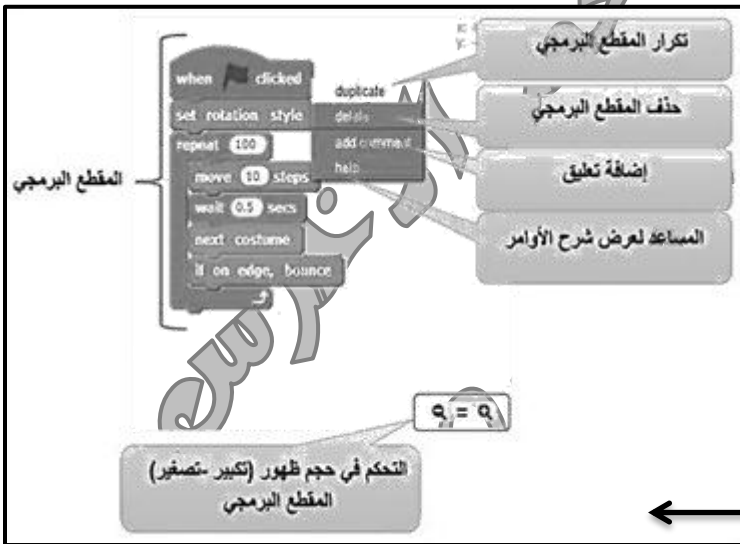 تكرار المقطع البرمجي
when clicked
duplicate
حذف المقطع البرمجي
set rotation style
delete
repeat 100
add comment
إضافة تعليق
help
move 10 steps
المقطع البرمجي
wait 0.5 secs
المساعد لعرض شرح الأوامر
next costume
if on edge, bounce
=
التحكم في حجم ظهور (تكبير -تصغير)
المقطع البرمجي